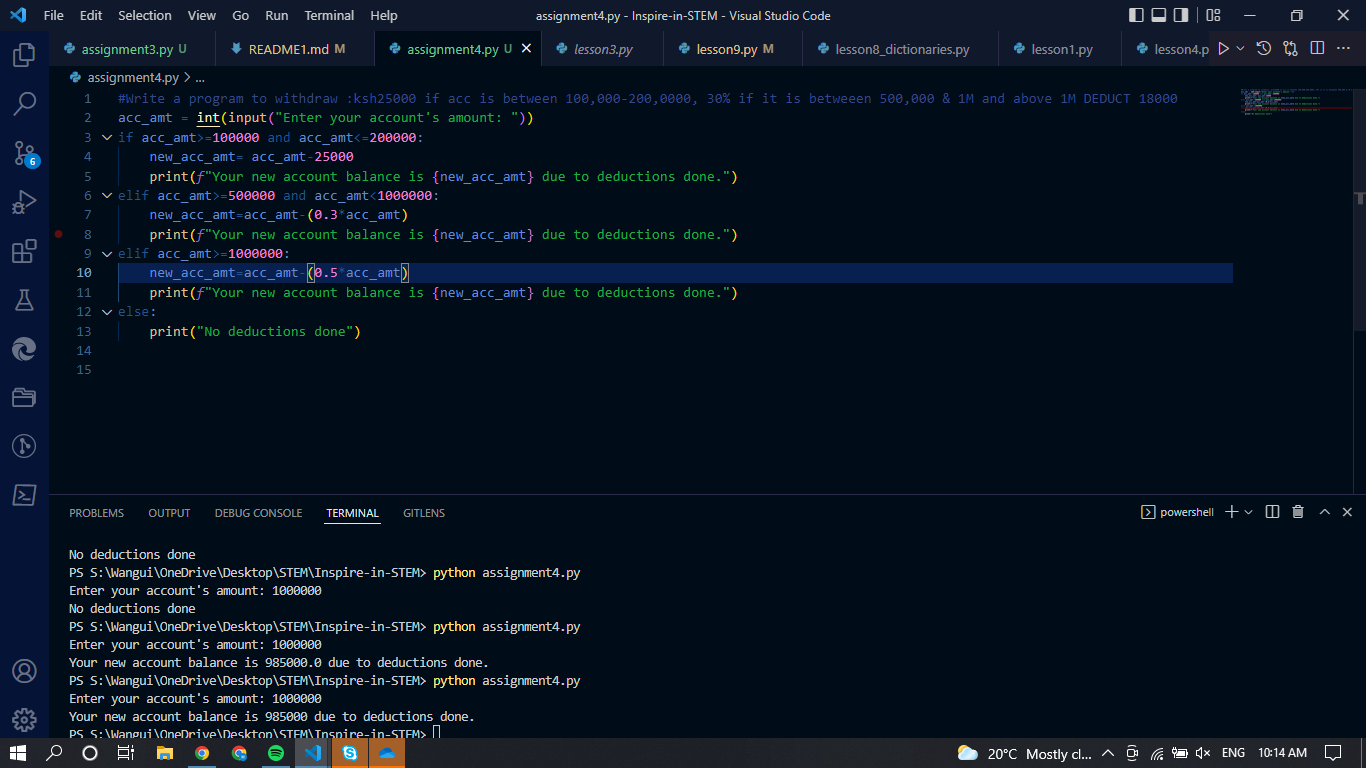 File Edit Selection View Go Run Terminal Help assignment4.py - Inspire-in-STEM - Visual Studio Code
assignment3.py U README1.md M assignment4.py U lesson3.py lesson9.py M lesson8_dictionaries.py lesson1.py lesson4.p
assignment4.py > ...
1 #Write a program to withdraw :ksh25000 if acc is between 100,000-200,0000, 30% if it is betweeen 500,000 & 1M and above 1M DEDUCT 18000
2 acc_amt = int(input("Enter your account's amount: "))
3 if acc_amt>=100000 and acc_amt<=200000:
4 new_acc_amt= acc_amt-25000
5 print(f"Your new account balance is {new_acc_amt} due to deductions done.")
6 elif acc_amt>=500000 and acc_amt<1000000:
7 new_acc_amt=acc_amt-(0.3*acc_amt)
8 print(f"Your new account balance is {new_acc_amt} due to deductions done.")
9 elif acc_amt>=1000000:
10 new_acc_amt=acc_amt-(0.5*acc_amt)
11 print(f"Your new account balance is {new_acc_amt} due to deductions done.")
12 else:
13 print("No deductions done")
14
15
6
PROBLEMS OUTPUT DEBUG CONSOLE TERMINAL GITLENS powershell
No deductions done
PS S:\Wangui\OneDrive\Desktop\STEM\Inspire-in-STEM> python assignment4.py
Enter your account's amount: 1000000
No deductions done
PS S:\Wangui\OneDrive\Desktop\STEM\Inspire-in-STEM> python assignment4.py
Enter your account's amount: 1000000
Your new account balance is 985000.0 due to deductions done.
PS S:\Wangui\OneDrive\Desktop\STEM\Inspire-in-STEM> python assignment4.py
Enter your account's amount: 1000000
Your new account balance is 985000 due to deductions done.
PS S:\Wangui\OneDrive\Desktop\STEM\Inspire-in-STEM>
20°C Mostly cl... ENG 10:14 AM